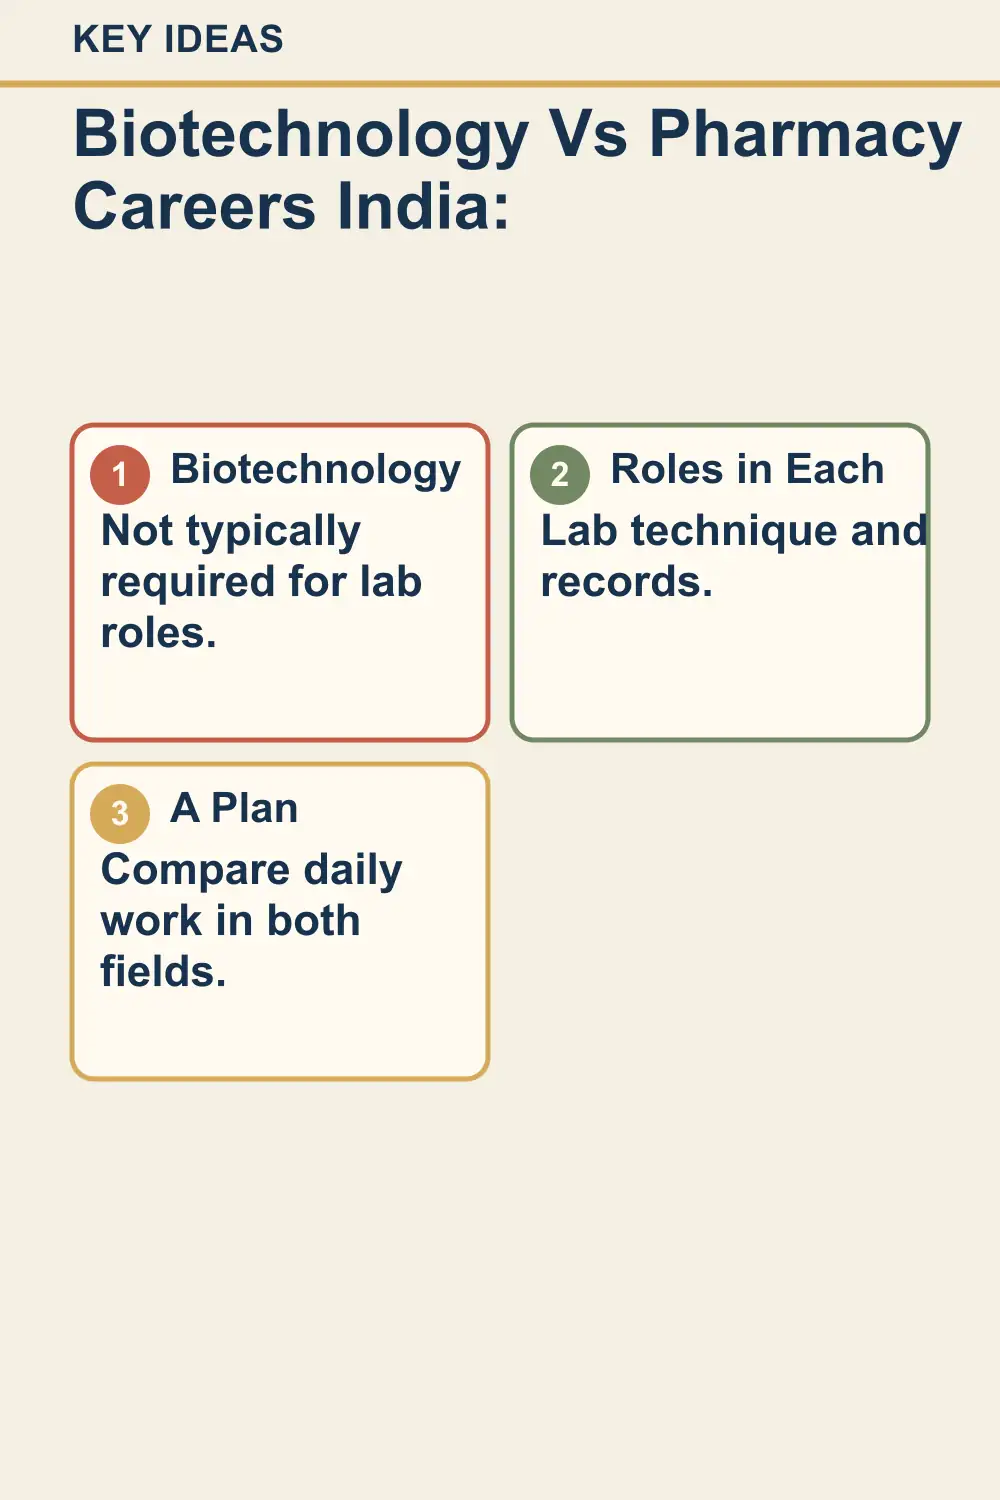 KEY IDEAS
Biotechnology Vs Pharmacy
Careers India:
1 Biotechnology
Not typically
required for lab
roles.
2 Roles in Each
Lab technique and
records.
3 A Plan
Compare daily
work in both
fields.